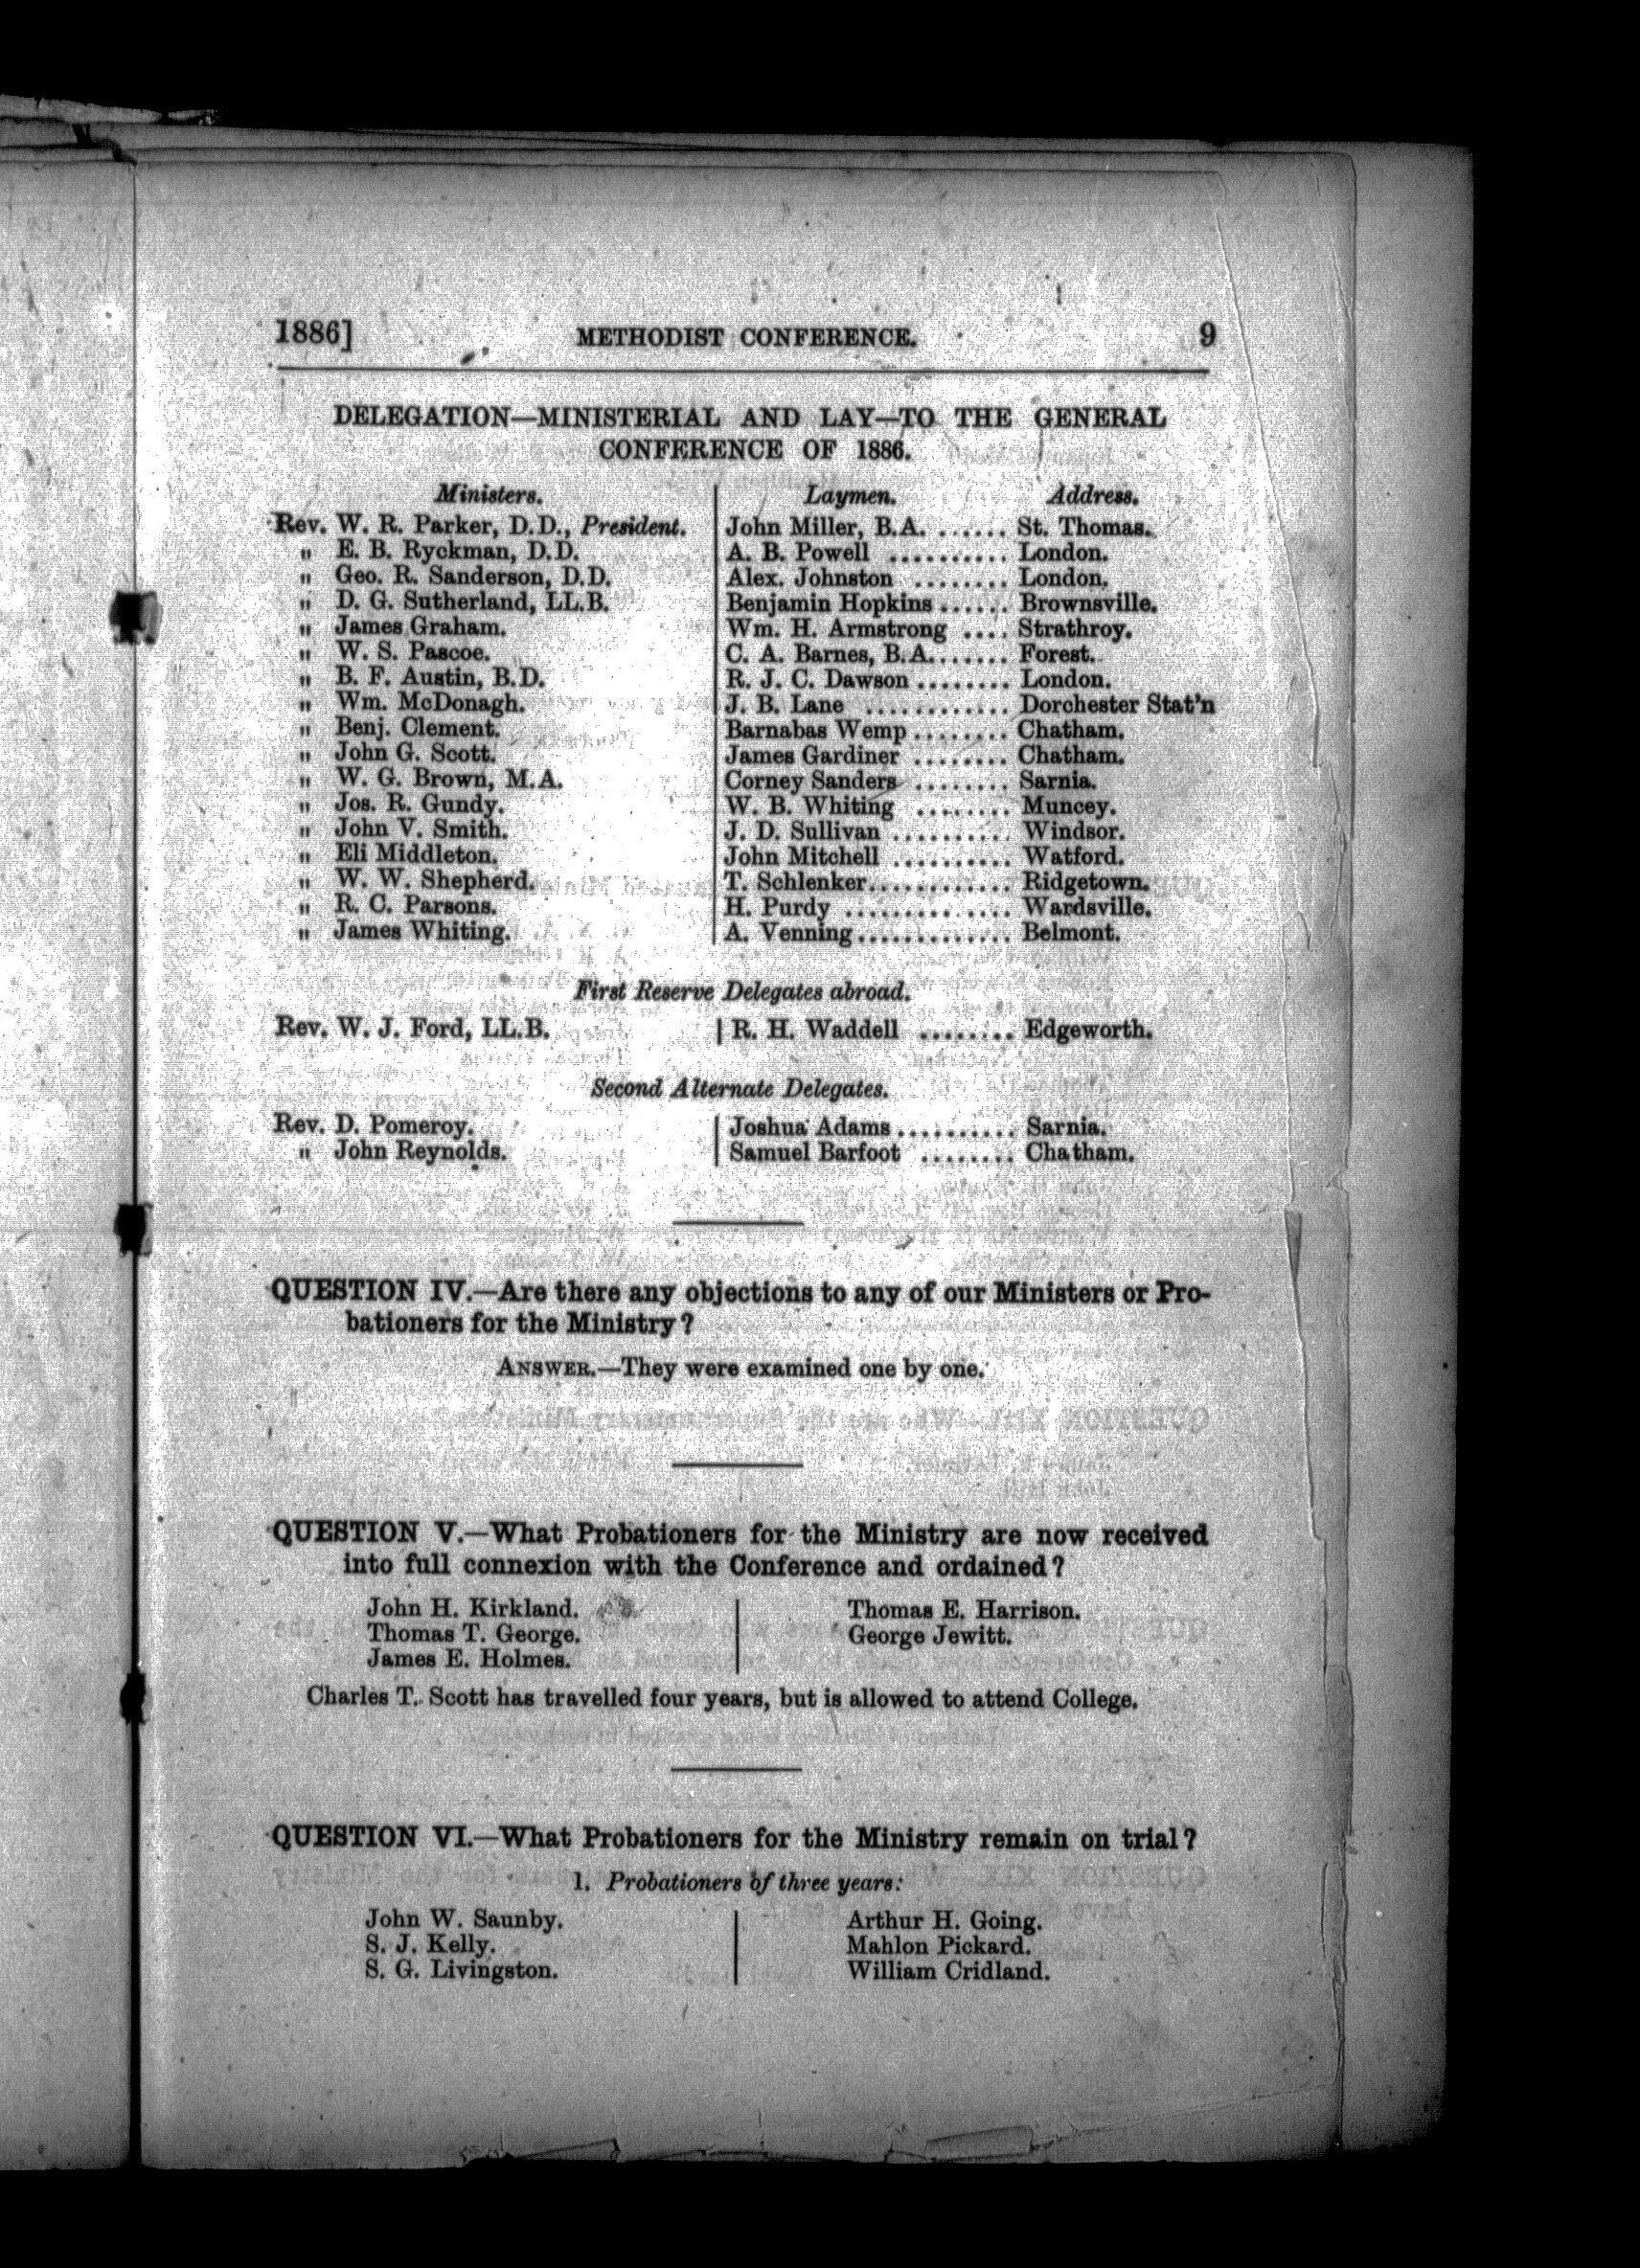 1886] METHODIST CONFERENCE. 9
DELEGATION—MINISTERIAL AND LAY—TO THE GENERAL
CONFERENCE OF 1886.
Ministers. Laymen. Address.
Rev. W. R. Parker, D.D., President. John Miller, B.A. ...... St. Thomas.
" E. B. Ryckman, D.D. A. B. Powell .......... London.
" Geo. R. Sanderson, D.D. Alex. Johnston ........ London.
" D. G. Sutherland, LL.B. Benjamin Hopkins ...... Brownsville.
" James Graham. Wm. H. Armstrong .... Strathroy.
" W. S. Pascoe. C. A. Barnes, B.A....... Forest.
" B. F. Austin, B.D. R. J. C. Dawson ........ London.
" Wm. McDonagh. J. B. Lane ............ Dorchester Stat'n
" Benj. Clement. Barnabas Wemp ........ Chatham.
" John G. Scott. James Gardiner ........ Chatham.
" W. G. Brown, M.A. Corney Sanders ........ Sarnia.
" Jos. R. Gundy. W. B. Whiting ........ Muncey.
" John V. Smith. J. D. Sullivan .......... Windsor.
" Eli Middleton. John Mitchell .......... Watford.
" W. W. Shepherd. T. Schlenker............ Ridgetown.
" R. C. Parsons. H. Purdy .............. Wardsville.
" James Whiting. A. Venning............. Belmont.
First Reserve Delegates abroad.
Rev. W. J. Ford, LL.B. R. H. Waddell ........ Edgeworth.
Second Alternate Delegates.
Rev. D. Pomeroy. Joshua Adams .......... Sarnia.
" John Reynolds. Samuel Barfoot ........ Chatham.
QUESTION IV.—Are there any objections to any of our Ministers or Pro-
bationers for the Ministry?
ANSWER.—They were examined one by one.
QUESTION V.—What Probationers for the Ministry are now received
into full connexion with the Conference and ordained?
John H. Kirkland. Thomas E. Harrison.
Thomas T. George. George Jewitt.
James E. Holmes.
Charles T. Scott has travelled four years, but is allowed to attend College.
QUESTION VI.—What Probationers for the Ministry remain on trial?
1. Probationers of three years:
John W. Saunby. Arthur H. Going.
S. J. Kelly. Mahlon Pickard.
S. G. Livingston. William Cridland.